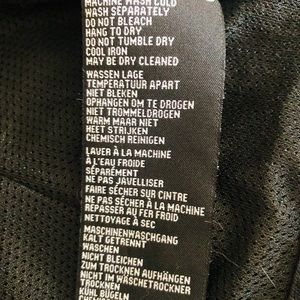 MACHINE WASH COLD
WASH SEPARATELY
DO NOT BLEACH
HANG TO DRY
DO NOT TUMBLE DRY
COOL IRON
MAY BE DRY CLEANED
WASSEN LAGE
TEMPERATUUR APART
NIET BLEKEN
OPHANGEN OM TE DROGEN
NIET TROMMELDROGEN
WARM MAAR NIET
HEET STRIJKEN
CHEMISCH REINIGEN
LAVER À LA MACHINE
À L'EAU FROIDE
SÉPARÉMENT
NE PAS JAVELLISER
FAIRE SÉCHER SUR CINTRE
NE PAS SÉCHER À LA MACHINE
REPASSER AU FER FROID
NETTOYAGE À SEC
MASCHINENWASCHGANG
KALT GETRENNT
WASCHEN
NICHT BLEICHEN
ZUM TROCKNEN AUFHÄNGEN
NICHT IM WÄSCHETROCKNER
TROCKNEN
KÜHL BÜGELN